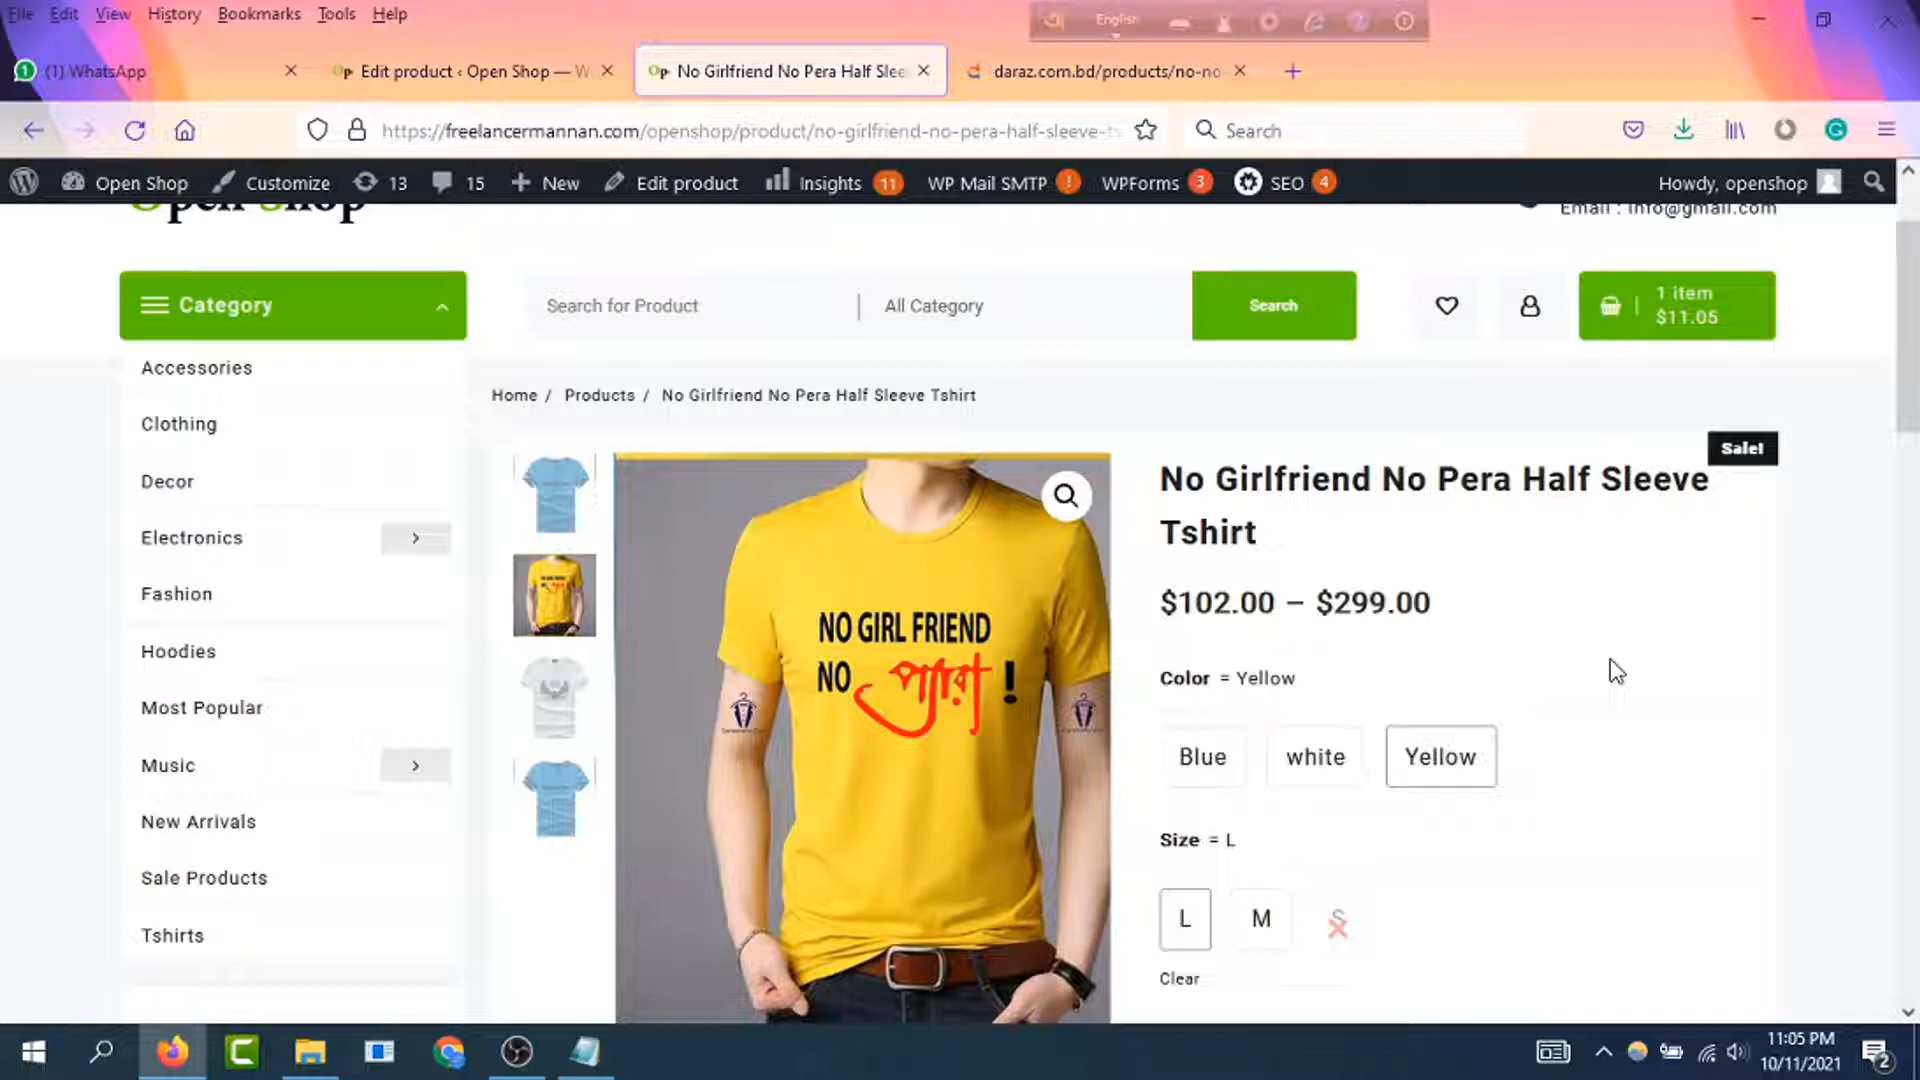 File Edit View History Bookmarks Tools Help
English
(1) WhatsApp
Edit product ‹ Open Shop — W
No Girlfriend No Pera Half Slee
daraz.com.bd/products/no-no
https://freelancermannan.com/openshop/product/no-girlfriend-no-pera-half-sleeve-ts
Search
Open Shop Customize 13 15 New Edit product Insights 11 WP Mail SMTP ! WPForms 3 SEO 4 Howdy, openshop
Open Shop
Email : info@gmail.com
Category
Search for Product
All Category
Search
1 item
$11.05
Accessories
Clothing
Decor
Electronics
Fashion
Hoodies
Most Popular
Music
New Arrivals
Sale Products
Tshirts
Home / Products / No Girlfriend No Pera Half Sleeve Tshirt
NO GIRL FRIEND
NO প্যারা !
Sale!
No Girlfriend No Pera Half Sleeve
Tshirt
$102.00 – $299.00
Color = Yellow
Blue white Yellow
Size = L
L M S
Clear
11:05 PM
10/11/2021
2